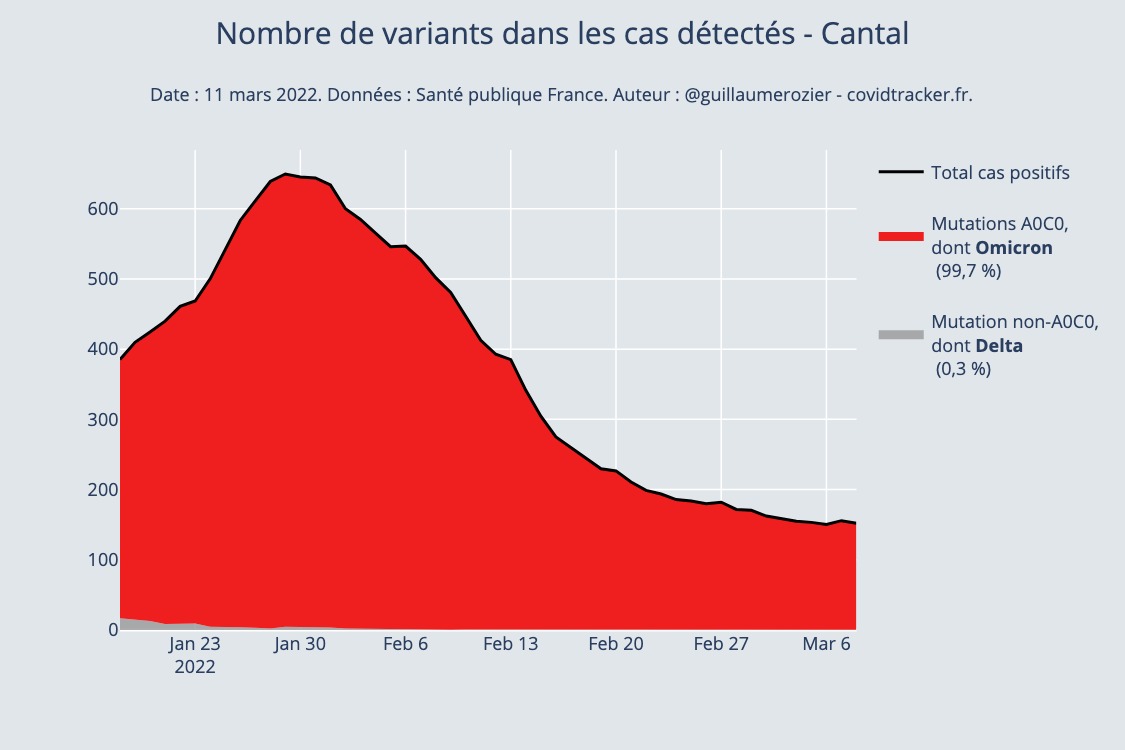 Nombre de variants dans les cas détectés - Cantal
Date : 11 mars 2022. Données : Santé publique France. Auteur : @guillaumerozier - covidtracker.fr.
Total cas positifs
Mutations A0C0,
dont Omicron
(99,7 %)
Mutation non-A0C0,
dont Delta
(0,3 %)
600
500
400
300
200
100
0
Jan 23 Jan 30 Feb 6 Feb 13 Feb 20 Feb 27 Mar 6
2022